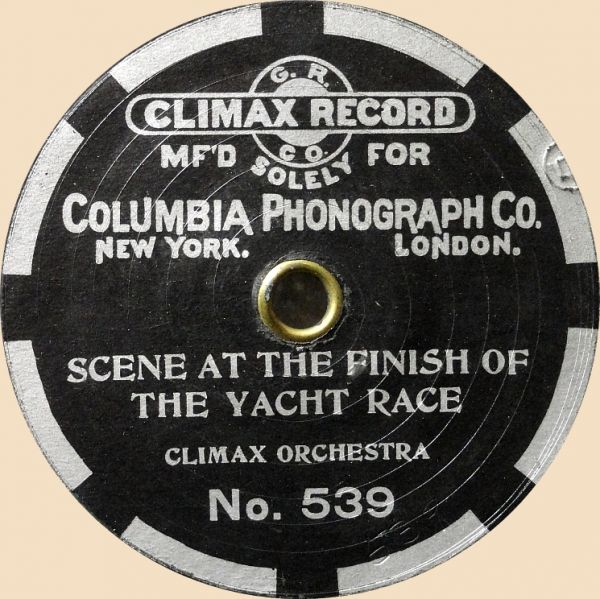 G. R.
CLIMAX RECORD
CO.
MF'D SOLELY FOR
COLUMBIA PHONOGRAPH CO.
NEW YORK. LONDON.
SCENE AT THE FINISH OF
THE YACHT RACE
CLIMAX ORCHESTRA
No. 539